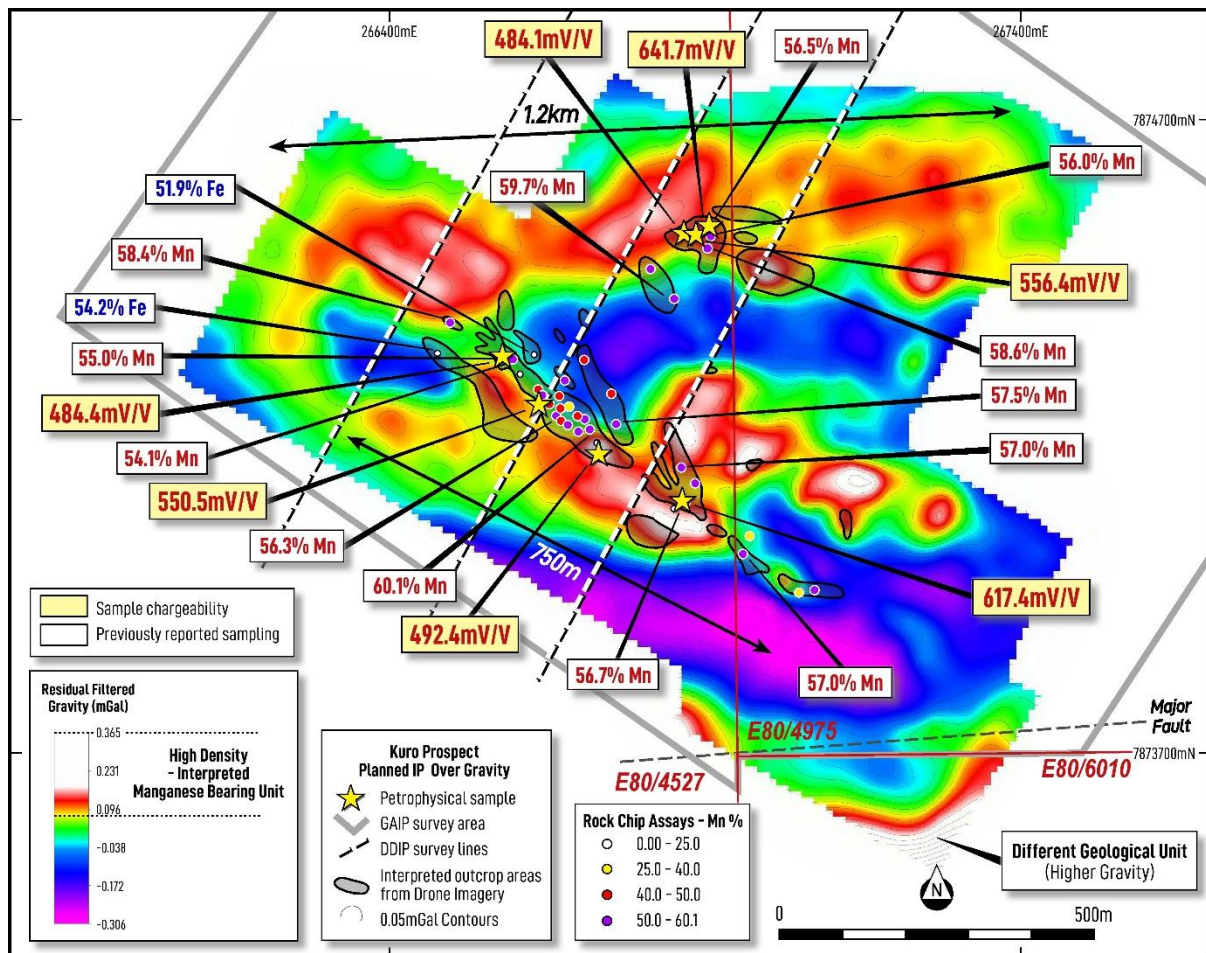 266400mE
267400mE
484.1mV/V
641.7mV/V
56.5% Mn
1.2km
7874700mN
51.9% Fe
59.7% Mn
56.0% Mn
58.4% Mn
54.2% Fe
556.4mV/V
55.0% Mn
58.6% Mn
484.4mV/V
57.5% Mn
54.1% Mn
57.0% Mn
550.5mV/V
56.3% Mn
750m
60.1% Mn
617.4mV/V
492.4mV/V
56.7% Mn
57.0% Mn
Major
Fault
E80/4975
7873700mN
E80/4527
E80/6010
Sample chargeability
Previously reported sampling
Residual Filtered
Gravity (mGal)
0.365
0.231
0.096
-0.038
-0.172
-0.306
High Density
- Interpreted
Manganese Bearing Unit
Kuro Prospect
Planned IP Over Gravity
Petrophysical sample
GAIP survey area
DDIP survey lines
Interpreted outcrop areas
from Drone Imagery
0.05mGal Contours
Rock Chip Assays - Mn %
0.00 - 25.0
25.0 - 40.0
40.0 - 50.0
50.0 - 60.1
Different Geological Unit
(Higher Gravity)
N
0
500m